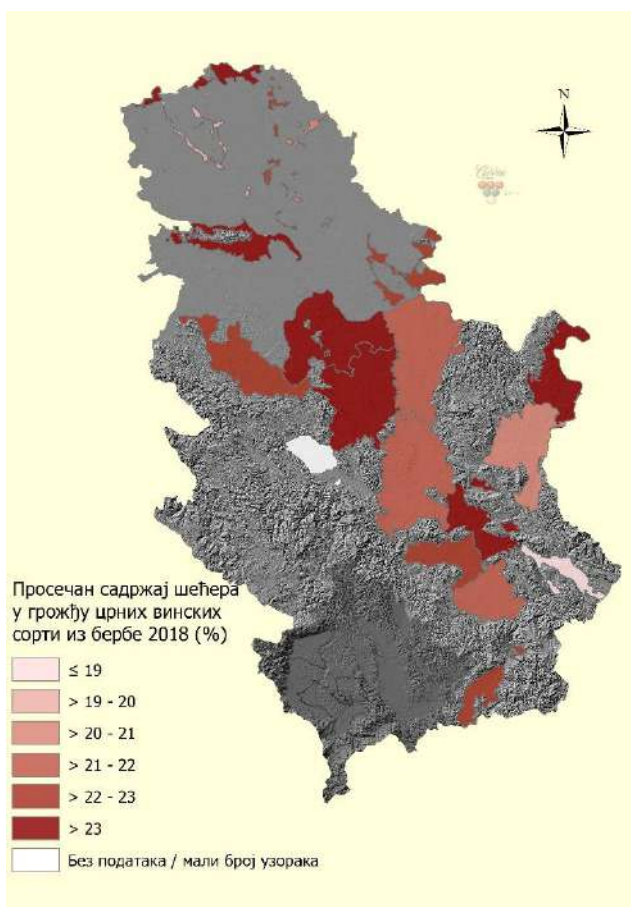 N
Просечан садржај шећера
у грожђу црних винских
сорти из бербе 2018 (%)
≤ 19
> 19 - 20
> 20 - 21
> 21 - 22
> 22 - 23
> 23
Без података / мали број узорака